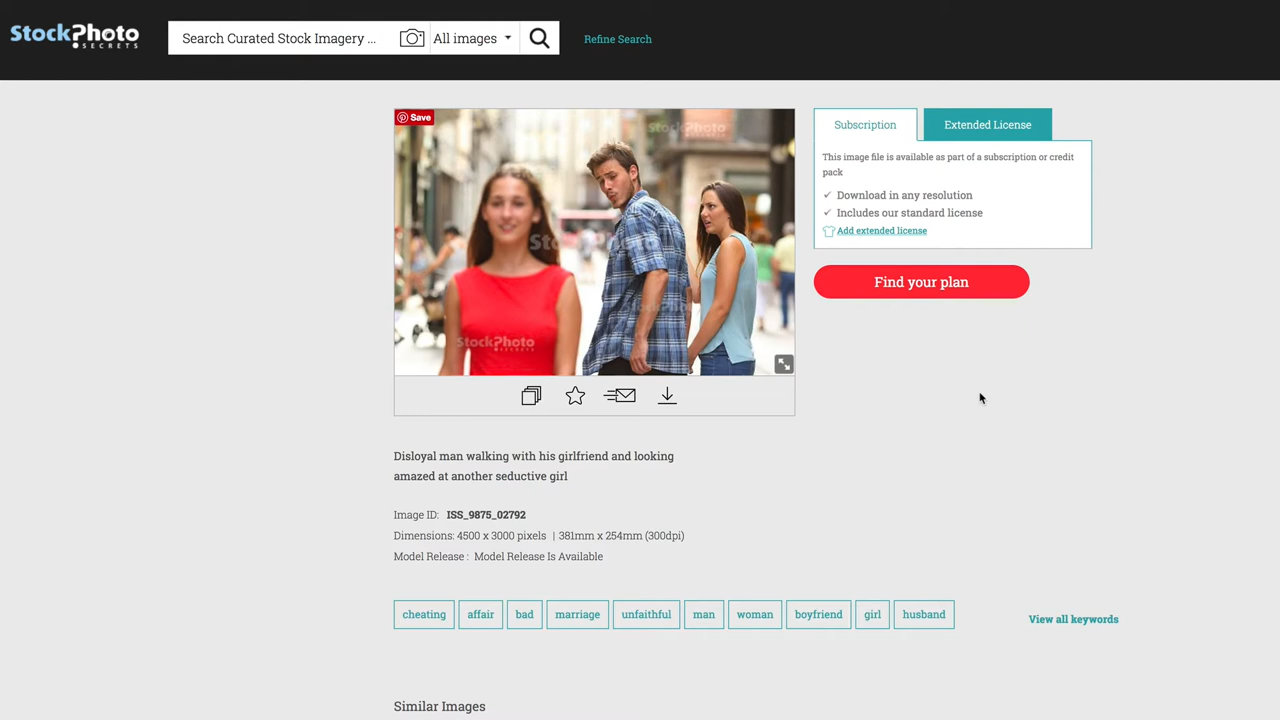 StockPhoto
SECRETS
Search Curated Stock Imagery ...
All images
Refine Search
Save
StockPhoto
StockPhoto
StockPhoto
SECRETS
Subscription
Extended License
This image file is available as part of a subscription or credit
pack
Download in any resolution
Includes our standard license
Add extended license
Find your plan
Disloyal man walking with his girlfriend and looking
amazed at another seductive girl
Image ID: ISS_9875_02792
Dimensions: 4500 x 3000 pixels | 381mm x 254mm (300dpi)
Model Release : Model Release Is Available
cheating
affair
bad
marriage
unfaithful
man
woman
boyfriend
girl
husband
View all keywords
Similar Images